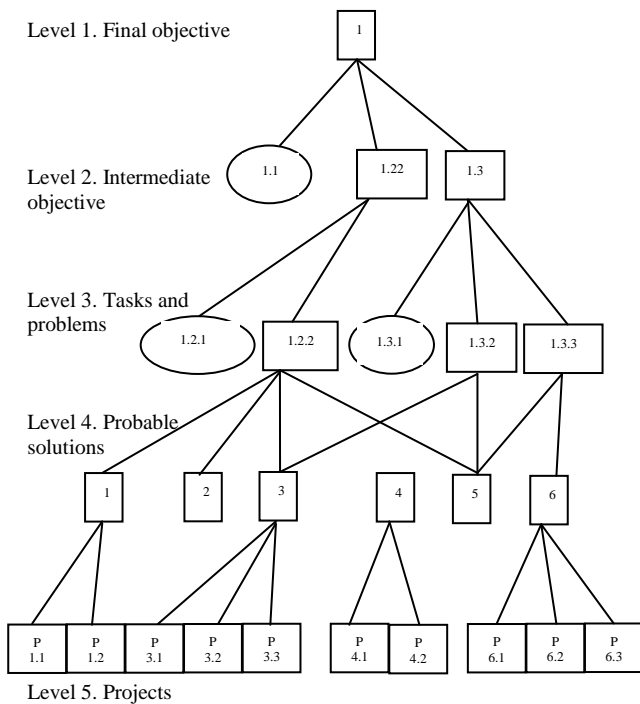 Level 1. Final objective
1
Level 2. Intermediate
objective
1.1
1.22
1.3
Level 3. Tasks and
problems
1.2.1
1.2.2
1.3.1
1.3.2
1.3.3
Level 4. Probable
solutions
1
2
3
4
5
6
P
1.1
P
1.2
P
3.1
P
3.2
P
3.3
P
4.1
P
4.2
P
6.1
P
6.2
P
6.3
Level 5. Projects